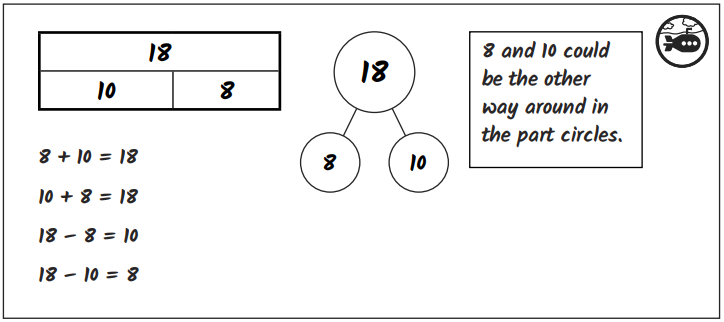 18
10 8
8 + 10 = 18
10 + 8 = 18
18 – 8 = 10
18 – 10 = 8
18
8 10
8 and 10 could
be the other
way around in
the part circles.